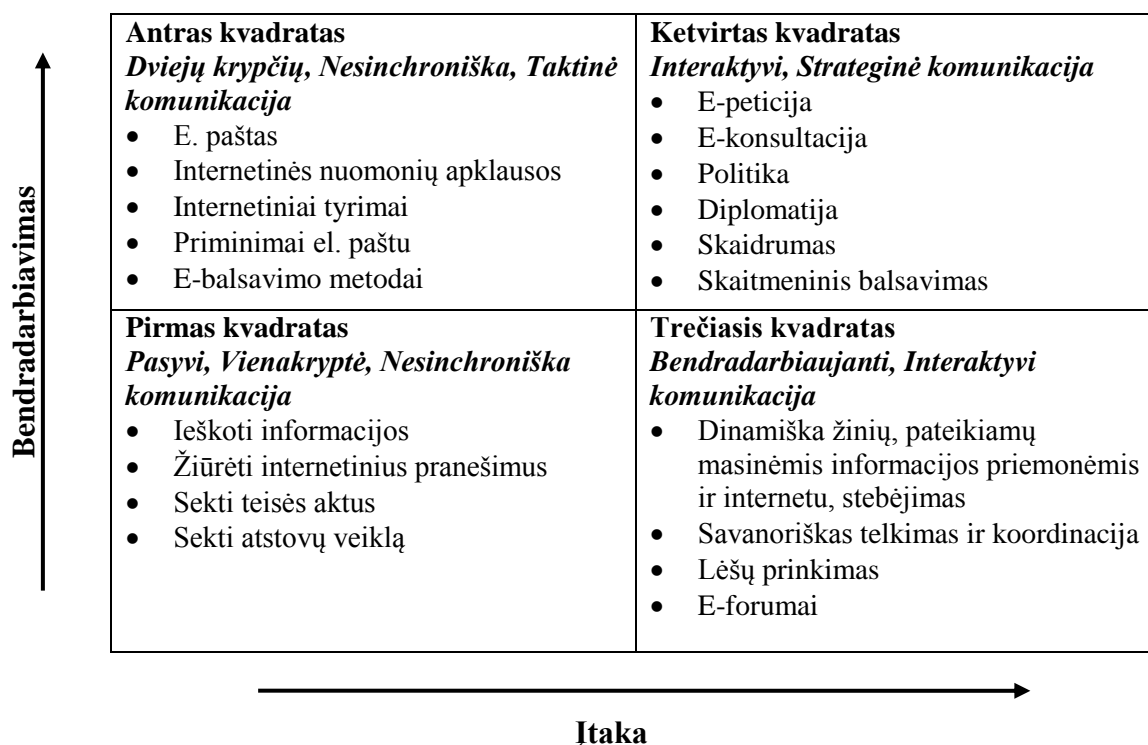 Bendradarbiavimas
Antras kvadratas
Dviejų krypčių, Nesinchroniška, Taktinė
komunikacija
• E. paštas
• Internetinės nuomonių apklausos
• Internetiniai tyrimai
• Priminimai el. paštu
• E-balsavimo metodai
Ketvirtas kvadratas
Interaktyvi, Strateginė komunikacija
• E-peticija
• E-konsultacija
• Politika
• Diplomatija
• Skaidrumas
• Skaitmeninis balsavimas
Pirmas kvadratas
Pasyvi, Vienakryptė, Nesinchroniška
komunikacija
• Ieškoti informacijos
• Žiūrėti internetinius pranešimus
• Sekti teisės aktus
• Sekti atstovų veiklą
Trečiasis kvadratas
Bendradarbiaujanti, Interaktyvi
komunikacija
• Dinamiška žinių, pateikiamų
masinėmis informacijos priemonėmis
ir internetu, stebėjimas
• Savanoriškas telkimas ir koordinacija
• Lėšų prinkimas
• E-forumai
Įtaka